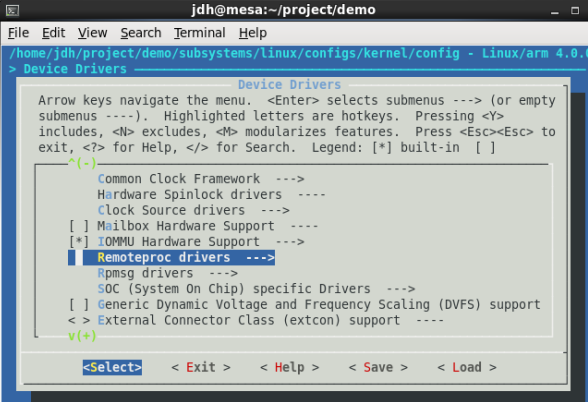 jdh@mesa:~/project/demo
File Edit View Search Terminal Help
/home/jdh/project/demo/subsystems/linux/configs/kernel/config - Linux/arm 4.0.
> Device Drivers
Device Drivers
Arrow keys navigate the menu. <Enter> selects submenus ---> (or empty
submenus ----). Highlighted letters are hotkeys. Pressing <Y>
includes, <N> excludes, <M> modularizes features. Press <Esc><Esc> to
exit, <?> for Help, </> for Search. Legend: [*] built-in [ ]
^(-)
Common Clock Framework --->
Hardware Spinlock drivers ----
Clock Source drivers --->
[ ] Mailbox Hardware Support ----
[*] IOMMU Hardware Support --->
Remoteproc drivers --->
Rpmsg drivers --->
SOC (System On Chip) specific Drivers --->
[ ] Generic Dynamic Voltage and Frequency Scaling (DVFS) support
< > External Connector Class (extcon) support ----
v(+)
<Select> < Exit > < Help > < Save > < Load >